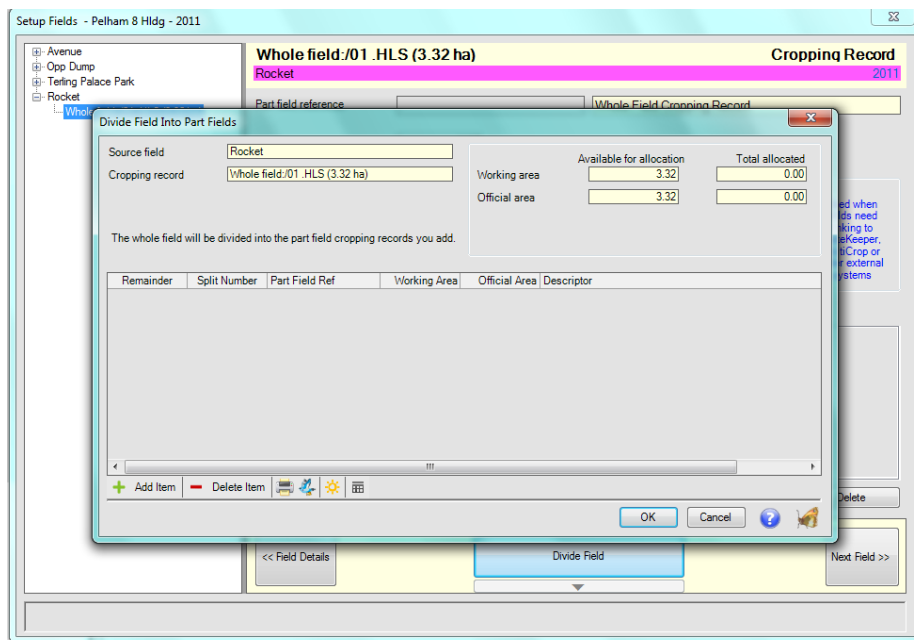 Setup Fields - Pelham 8 Hldg - 2011
Avenue
Opp Dump
Terling Palace Park
Rocket
Whole
Whole field:/01 .HLS (3.32 ha)
Cropping Record
Rocket
2011
Part field reference
Whole Field Cropping Record
Divide Field Into Part Fields
Source field
Rocket
Cropping record
Whole field:/01 .HLS (3.32 ha)
Available for allocation
Total allocated
Working area
3.32
0.00
Official area
3.32
0.00
The whole field will be divided into the part field cropping records you add.
ed when
lds need
king to
eKeeper,
tiCrop or
r external
ystems
Remainder
Split Number
Part Field Ref
Working Area
Official Area
Descriptor
Add Item
Delete Item
OK
Cancel
Delete
<< Field Details
Divide Field
Next Field >>